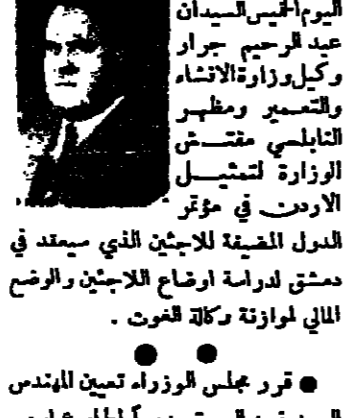 اليوم الخميس السيدان
عبد الرحيم جرار
وكيل وزارة الانشاء
والتعمير ومظهر
النابلسي مفتش
الوزارة لتمثيل
الاردن في مؤتمر
الدول المضيفة للاجئين الذي سيعقد في
دمشق لدراسة اوضاع اللاجئين والوضع
المالي لموازنة وكالة الغوث .
● قرر مجلس الوزراء تعيين المهندس